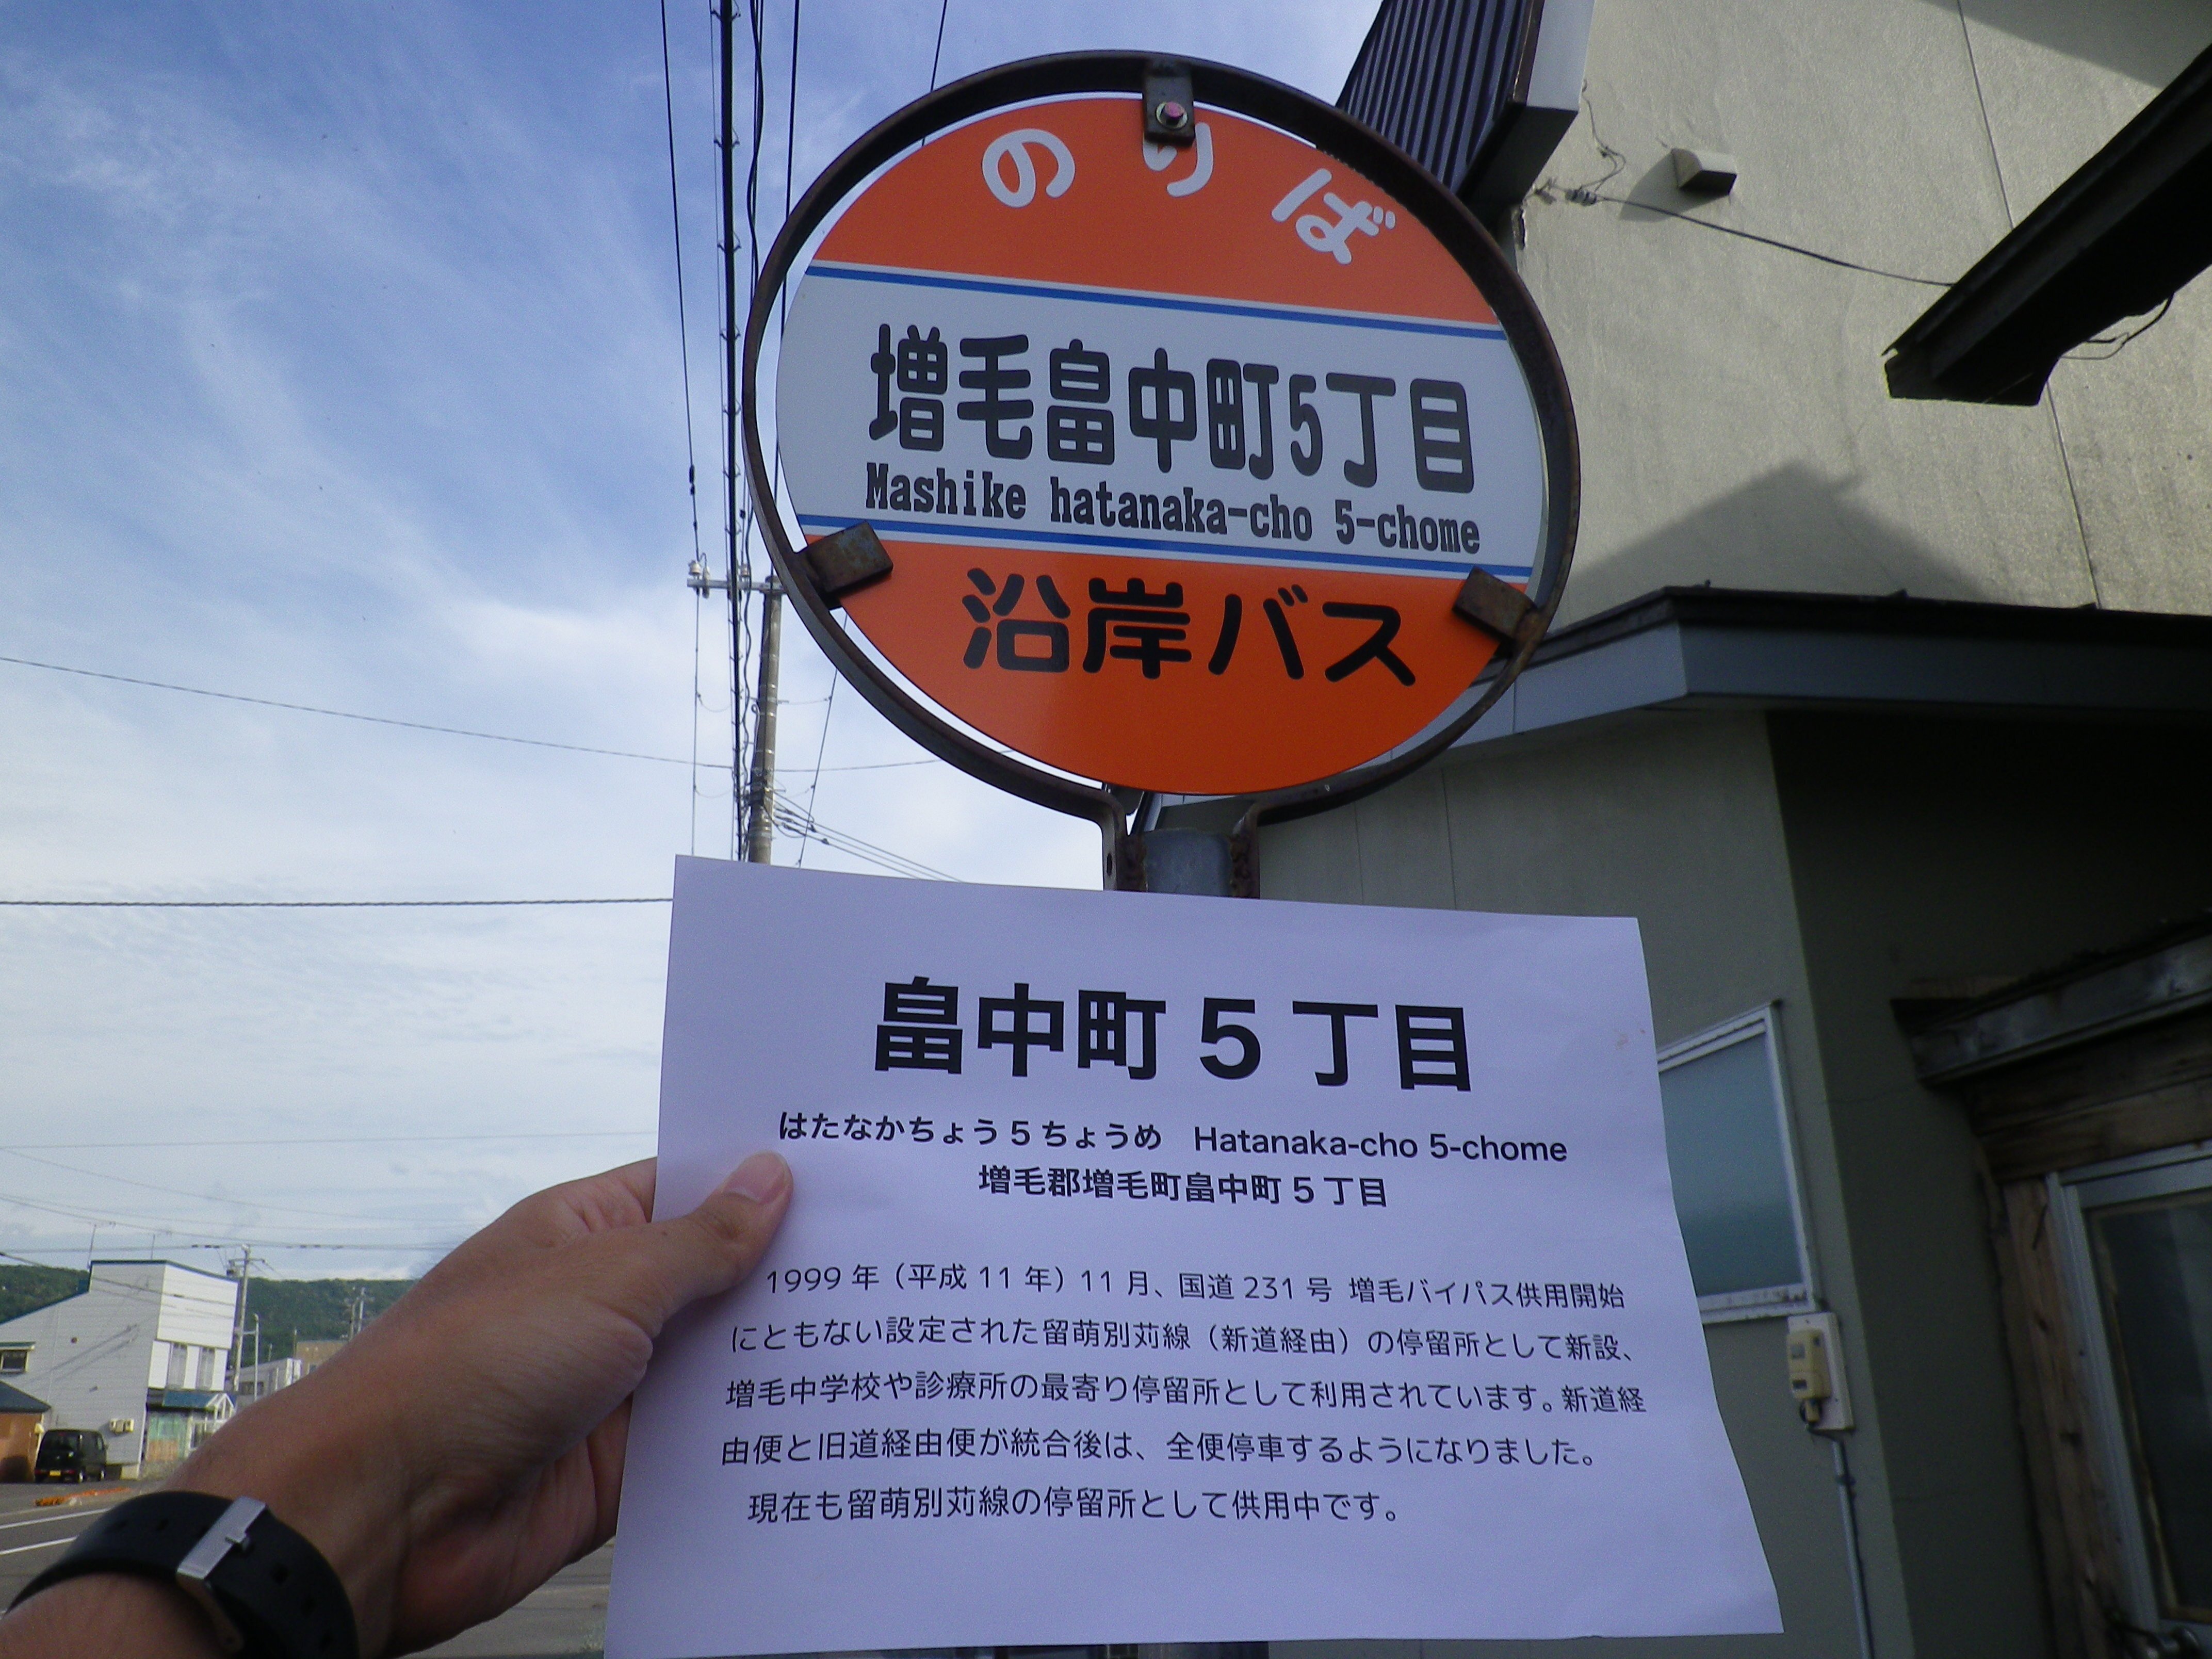 のりば
増毛畠中町5丁目
Mashike hatanaka-cho 5-chome
沿岸バス
畠中町 5 丁目
はたなかちょう 5 ちょうめ　Hatanaka-cho 5-chome
増毛郡増毛町畠中町 5 丁目
1999 年（平成 11 年）11 月、国道 231 号 増毛バイパス供用開始
にともない設定された留萌別苅線（新道経由）の停留所として新設、
増毛中学校や診療所の最寄り停留所として利用されています。新道経
由便と旧道経由便が統合後は、全便停車するようになりました。
現在も留萌別苅線の停留所として供用中です。